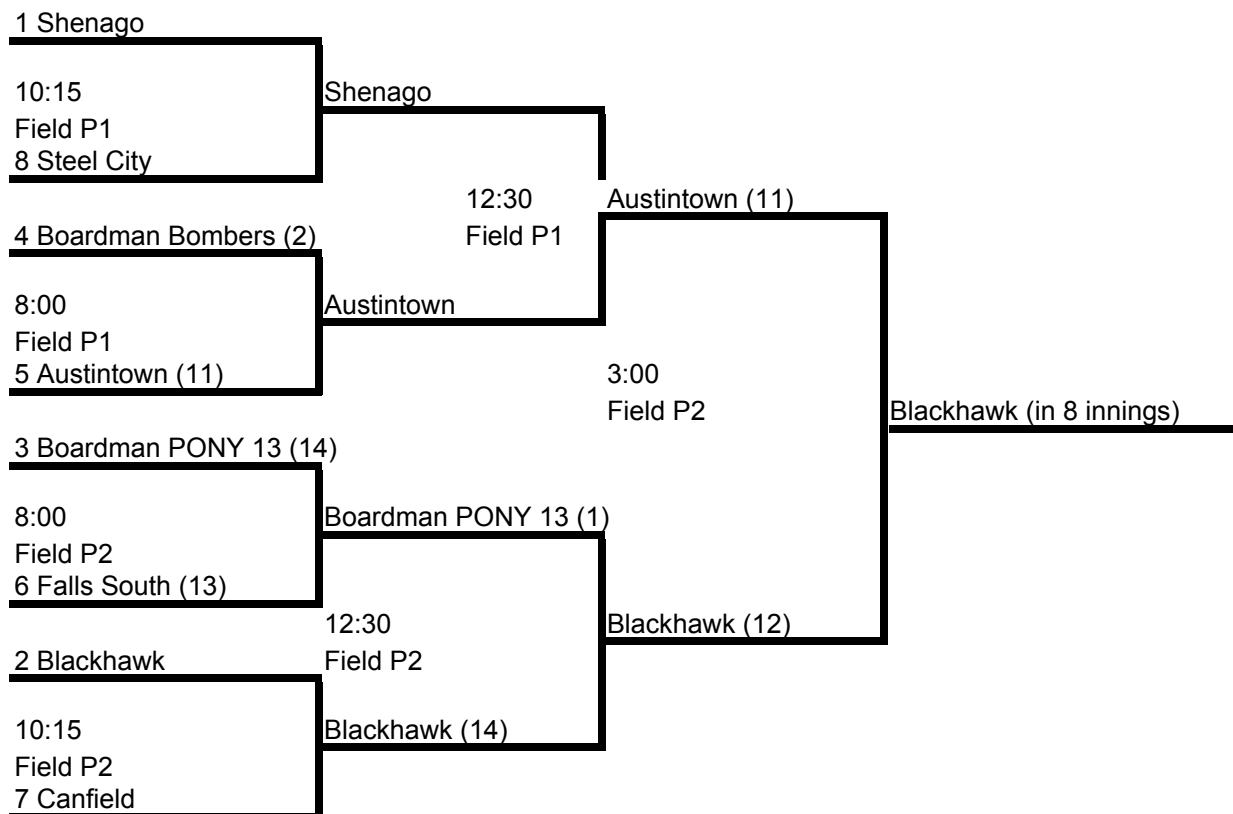 1 Shenago
10:15
Field P1
8 Steel City
Shenago
4 Boardman Bombers (2)
8:00
Field P1
5 Austintown (11)
Austintown
12:30
Field P1
Austintown (11)
3 Boardman PONY 13 (14)
8:00
Field P2
6 Falls South (13)
Boardman PONY 13 (1)
2 Blackhawk
10:15
Field P2
7 Canfield
Blackhawk (14)
12:30
Field P2
Blackhawk (12)
3:00
Field P2
Blackhawk (in 8 innings)